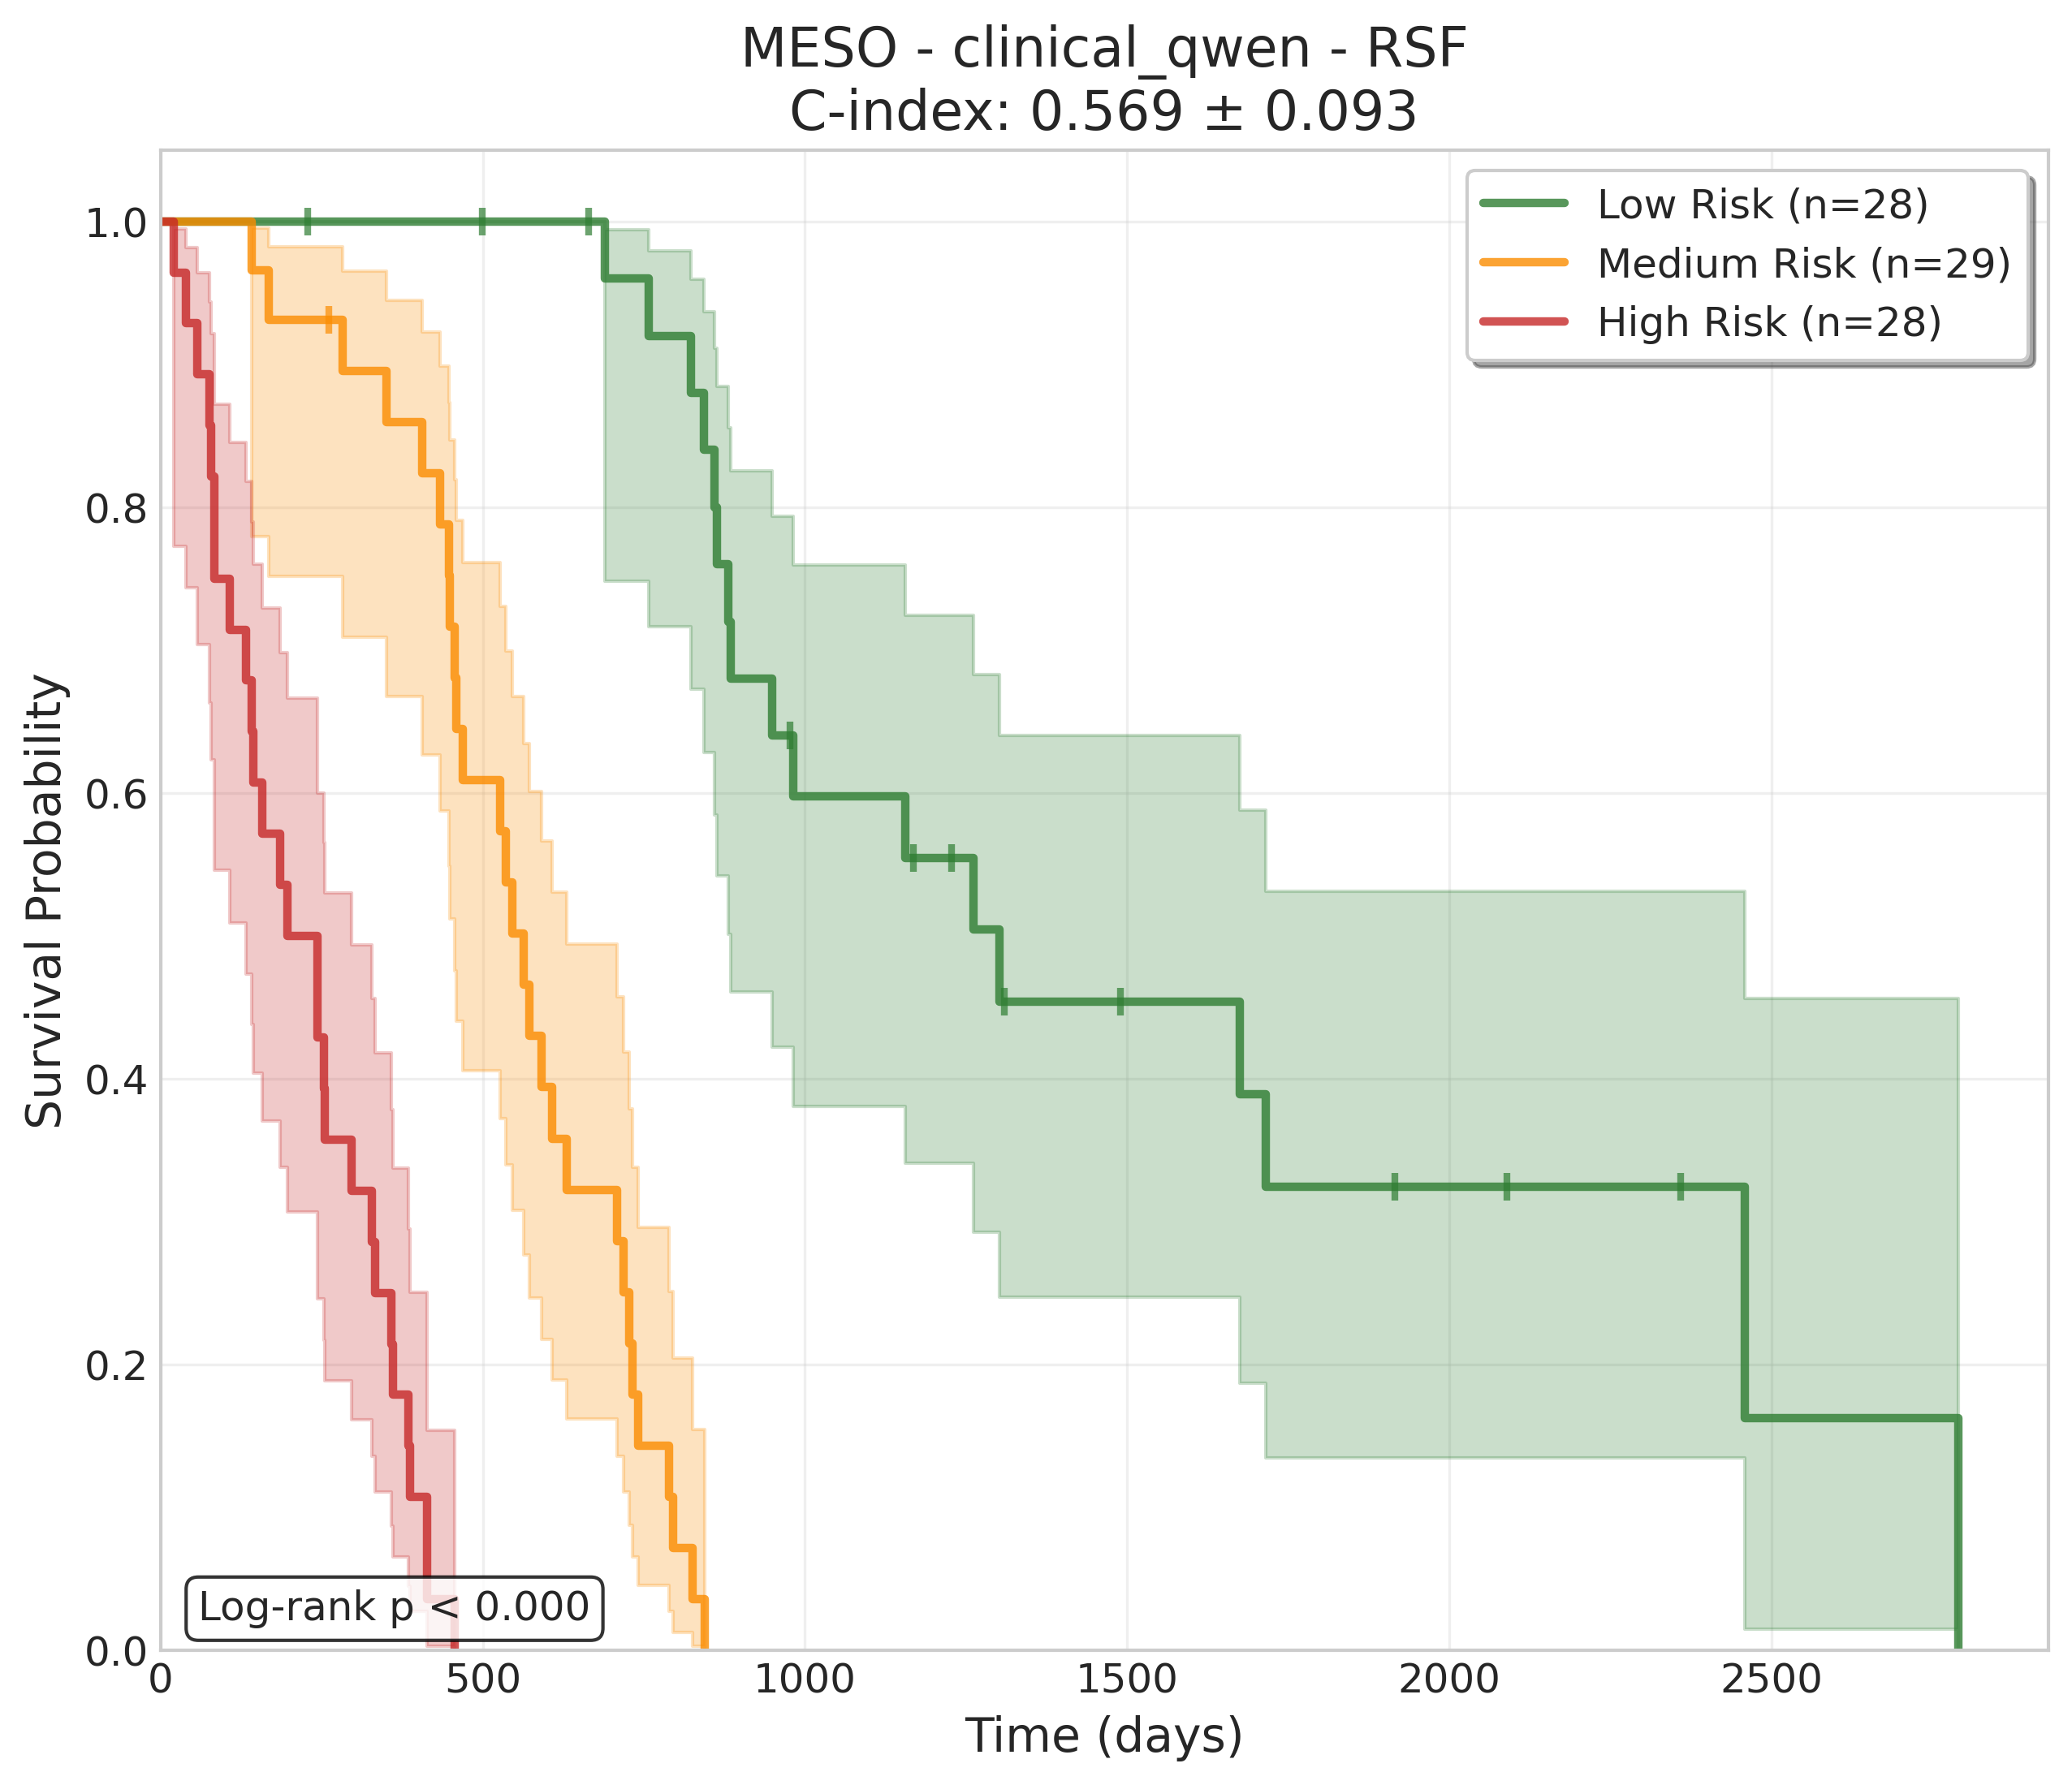 MESO - clinical_qwen - RSF
C-index: 0.569 ± 0.093
Low Risk (n=28)
Medium Risk (n=29)
High Risk (n=28)
Survival Probability
1.0
0.8
0.6
0.4
0.2
0.0
Log-rank p < 0.000
0 500 1000 1500 2000 2500
Time (days)